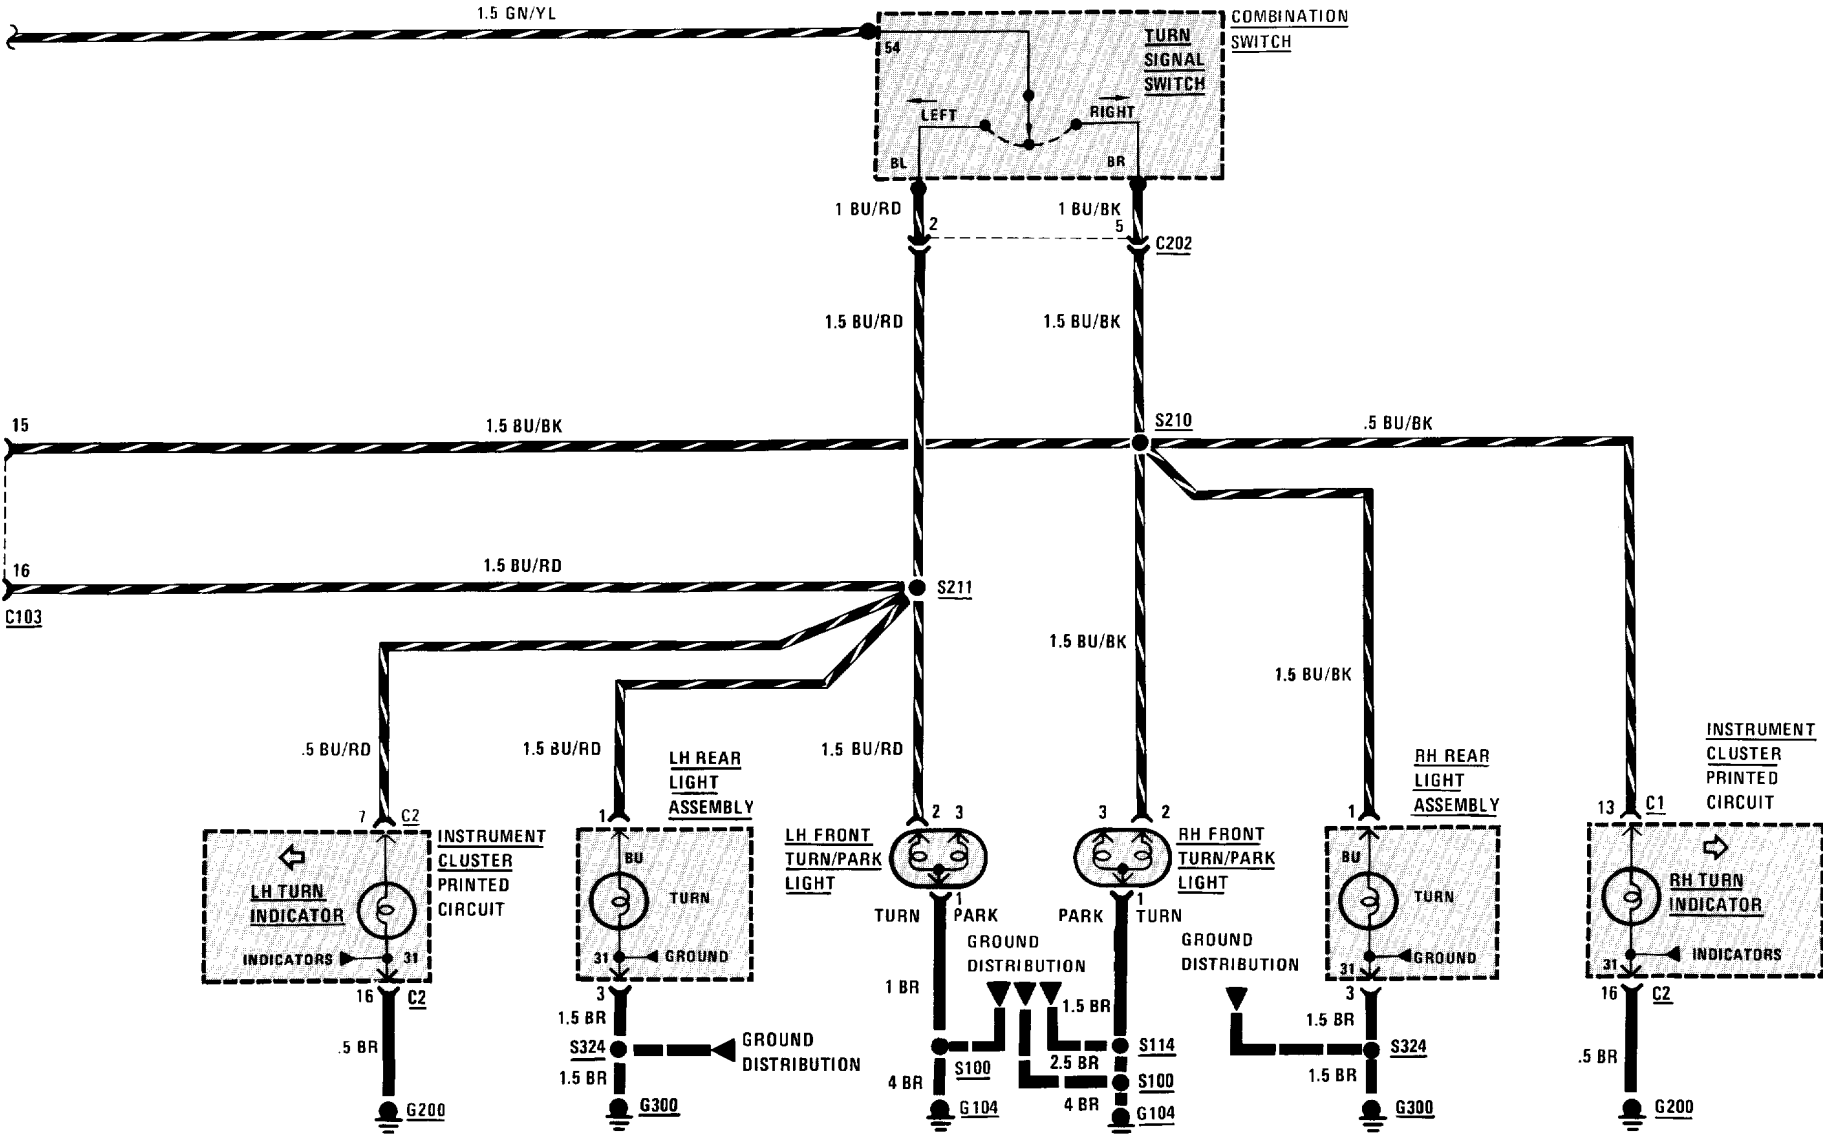 1.5 GN/YL
54
TURN
SIGNAL
SWITCH
COMBINATION
SWITCH
LEFT
RIGHT
BL
BR
1 BU/RD
2
1 BU/BK
5
C202
1.5 BU/RD
1.5 BU/BK
15
1.5 BU/BK
S210
.5 BU/BK
16
1.5 BU/RD
S211
C103
1.5 BU/BK
1.5 BU/BK
.5 BU/RD
1.5 BU/RD
1.5 BU/RD
LH REAR
LIGHT
ASSEMBLY
RH REAR
LIGHT
ASSEMBLY
INSTRUMENT
CLUSTER
PRINTED
CIRCUIT
7
C2
1
2
3
3
2
1
13
C1
INSTRUMENT
CLUSTER
PRINTED
CIRCUIT
LH FRONT
TURN/PARK
LIGHT
RH FRONT
TURN/PARK
LIGHT
LH TURN
INDICATOR
BU
TURN
BU
TURN
RH TURN
INDICATOR
TURN
1
PARK
PARK
1
TURN
INDICATORS
31
31
GROUND
31
GROUND
31
INDICATORS
GROUND
DISTRIBUTION
GROUND
DISTRIBUTION
16
C2
3
1 BR
1.5 BR
3
16
C2
1.5 BR
1.5 BR
.5 BR
S324
GROUND
DISTRIBUTION
S100
2.5 BR
S114
S324
.5 BR
1.5 BR
4 BR
4 BR
S100
1.5 BR
G200
G300
G104
G104
G300
G200